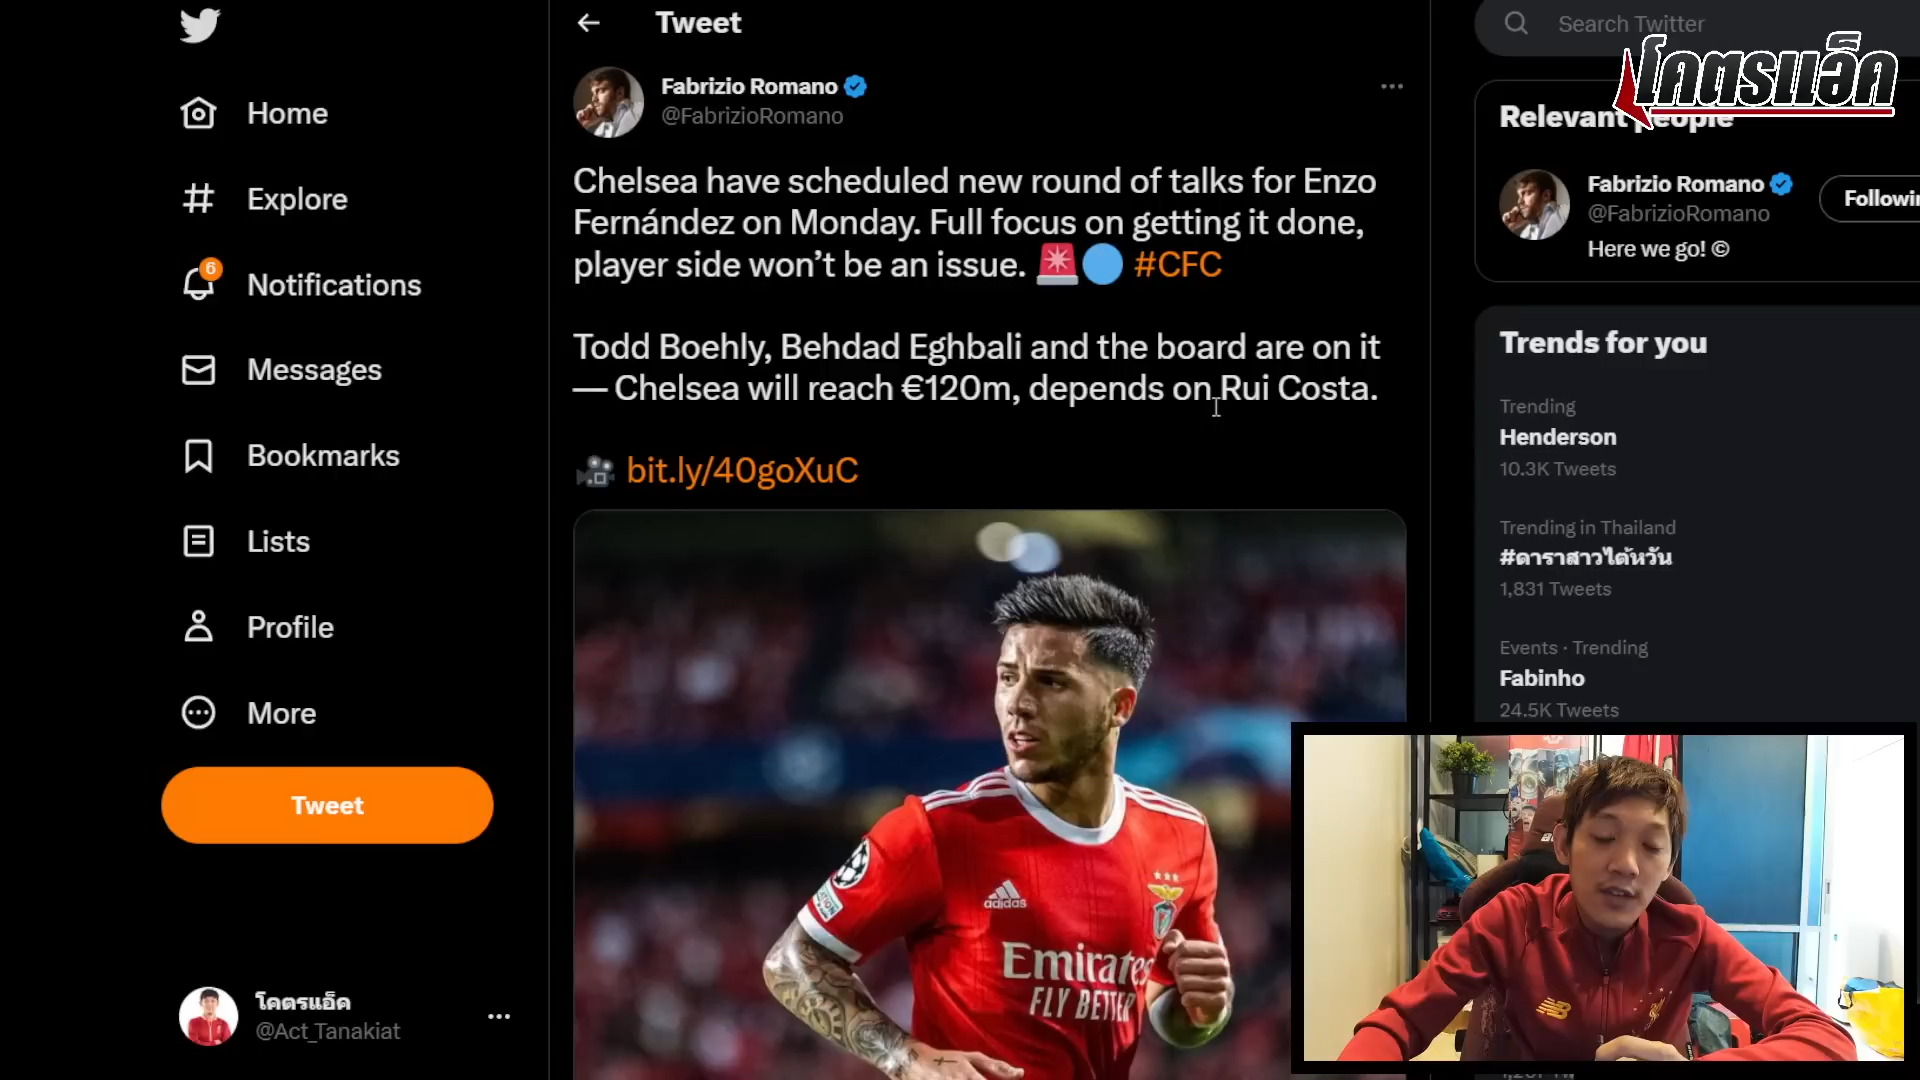 Home
Explore
6
Notifications
Messages
Bookmarks
Lists
Profile
More
Tweet
โคตรแอ็ค
@Act_Tanakiat
Tweet
Fabrizio Romano
@FabrizioRomano
Chelsea have scheduled new round of talks for Enzo
Fernández on Monday. Full focus on getting it done,
player side won’t be an issue. 🚨🔵 #CFC
Todd Boehly, Behdad Eghbali and the board are on it
— Chelsea will reach €120m, depends on Rui Costa.
🎥 bit.ly/40goXuC
adidas
Emirates
FLY BETTER
Search Twitter
โคตรแอ็ค
Relevant people
Fabrizio Romano
@FabrizioRomano
Followin
Here we go! ©
Trends for you
Trending
Henderson
10.3K Tweets
Trending in Thailand
#ดาราสาวไต้หวัน
1,831 Tweets
Events · Trending
Fabinho
24.5K Tweets